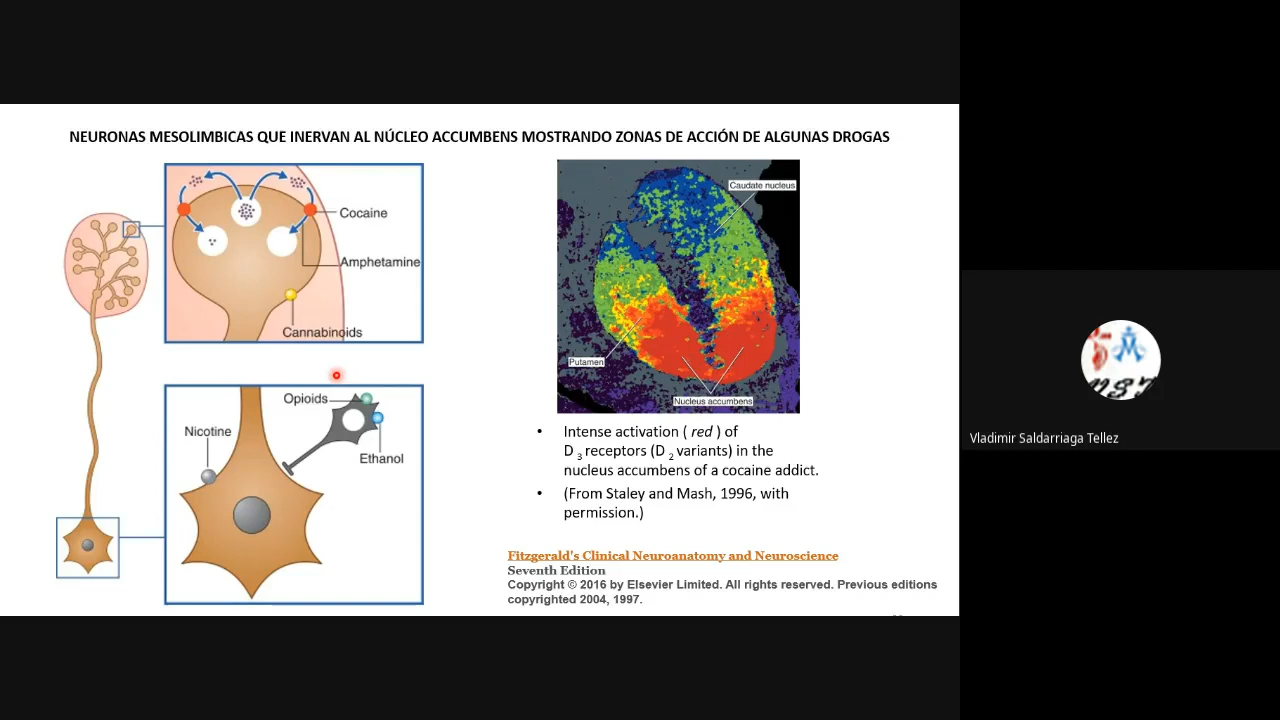 NEURONAS MESOLIMBICAS QUE INERVAN AL NÚCLEO ACCUMBENS MOSTRANDO ZONAS DE ACCIÓN DE ALGUNAS DROGAS
Cocaine
Amphetamine
Cannabinoids
Opioids
Nicotine
Ethanol
Caudate nucleus
Putamen
Nucleus accumbens
• Intense activation ( red ) of
D 3 receptors (D 2 variants) in the
nucleus accumbens of a cocaine addict.
• (From Staley and Mash, 1996, with
permission.)
Fitzgerald's Clinical Neuroanatomy and Neuroscience
Seventh Edition
Copyright © 2016 by Elsevier Limited. All rights reserved. Previous editions
copyrighted 2004, 1997.
Vladimir Saldarriaga Tellez